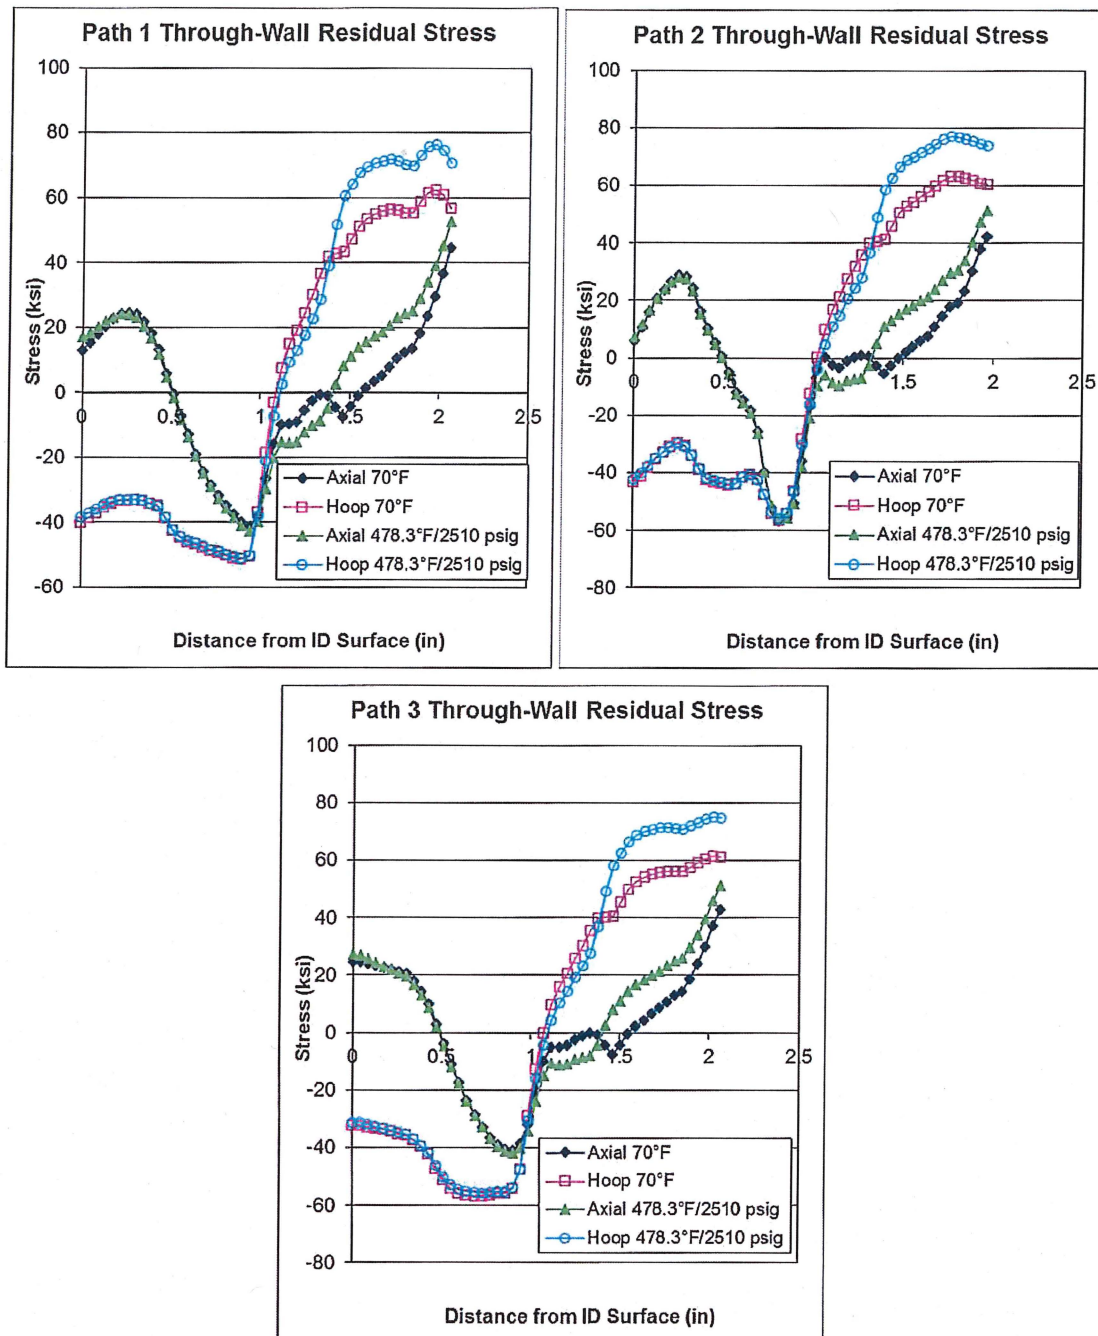 Path 1 Through-Wall Residual Stress
100
80
60
40
20
0
-20
-40
-60
0
0.5
1
1.5
2
2.5
Stress (ksi)
Axial 70°F
Hoop 70°F
Axial 478.3°F/2510 psig
Hoop 478.3°F/2510 psig
Distance from ID Surface (in)
Path 2 Through-Wall Residual Stress
100
80
60
40
20
0
-20
-40
-60
-80
0
0.5
1
1.5
2
2.5
Stress (ksi)
Axial 70°F
Hoop 70°F
Axial 478.3°F/2510 psig
Hoop 478.3°F/2510 psig
Distance from ID Surface (in)
Path 3 Through-Wall Residual Stress
100
80
60
40
20
0
-20
-40
-60
-80
0
0.5
1
1.5
2
2.5
Stress (ksi)
Axial 70°F
Hoop 70°F
Axial 478.3°F/2510 psig
Hoop 478.3°F/2510 psig
Distance from ID Surface (in)